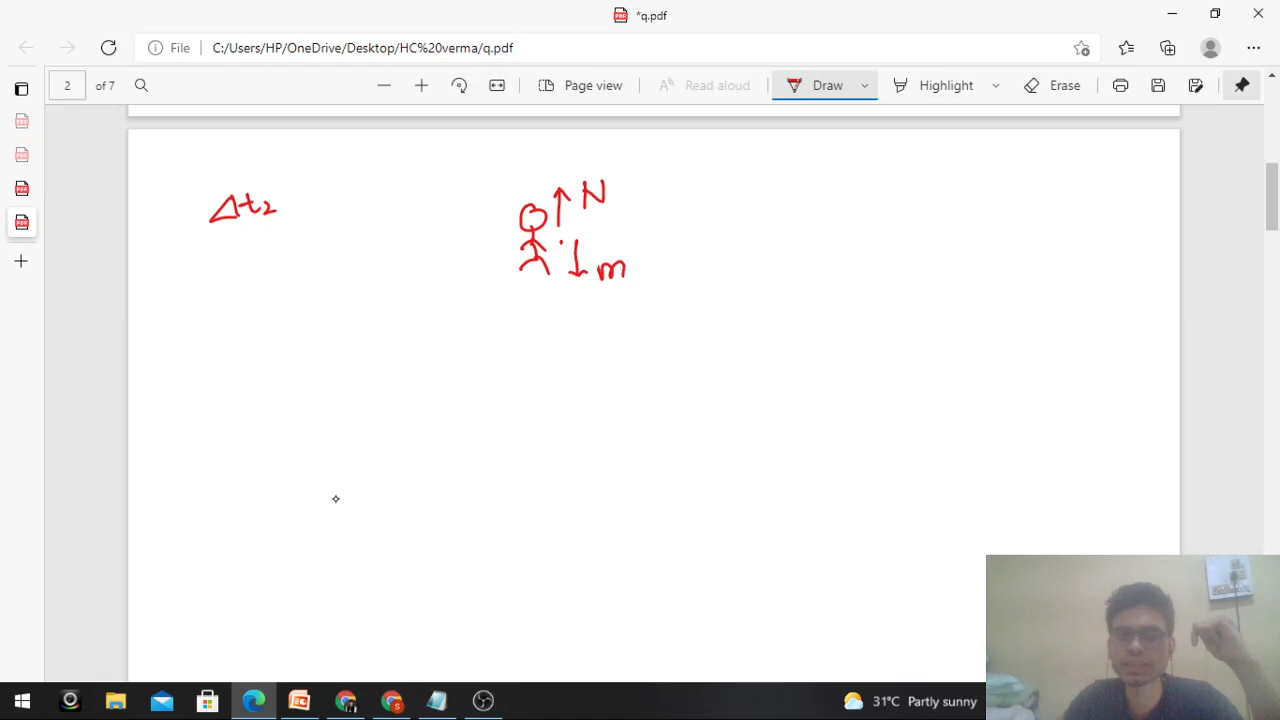 *q.pdf
File C:/Users/HP/OneDrive/Desktop/HC%20verma/q.pdf
2 of 7 Page view Read aloud Draw Highlight Erase
Δt2
N
m
31°C Partly sunny